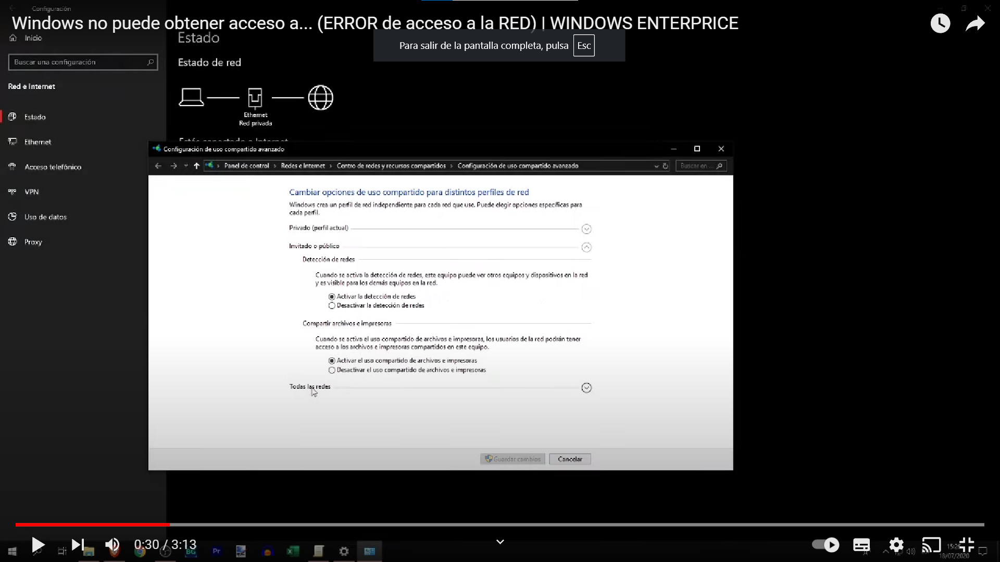 Configuración
Windows no puede obtener acceso a... (ERROR de acceso a la RED) | WINDOWS ENTERPRICE
Inicio
Estado
Para salir de la pantalla completa, pulsa Esc
Buscar una configuración
Estado de red
Red e Internet
Ethernet
Red privada
Estado
Ethernet
Estás conectado a Internet
Configuración de uso compartido avanzado
Acceso telefónico
Panel de control › Redes e Internet › Centro de redes y recursos compartidos › Configuración de uso compartido avanzado
Buscar en ...
VPN
Uso de datos
Proxy
Cambiar opciones de uso compartido para distintos perfiles de red
Windows crea un perfil de red independiente para cada red que use. Puede elegir opciones específicas para
cada perfil.
Privado (perfil actual)
Invitado o público
Detección de redes
Cuando se activa la detección de redes, este equipo puede ver otros equipos y dispositivos en la red
y es visible para los demás equipos en la red.
Activar la detección de redes
Desactivar la detección de redes
Compartir archivos e impresoras
Cuando se activa el uso compartido de archivos e impresoras, los usuarios de la red podrán tener
acceso a los archivos e impresoras compartidos en este equipo.
Activar el uso compartido de archivos e impresoras
Desactivar el uso compartido de archivos e impresoras
Todas las redes
Guardar cambios
Cancelar
0:30 / 3:13
BG
Pr
18/07/2020